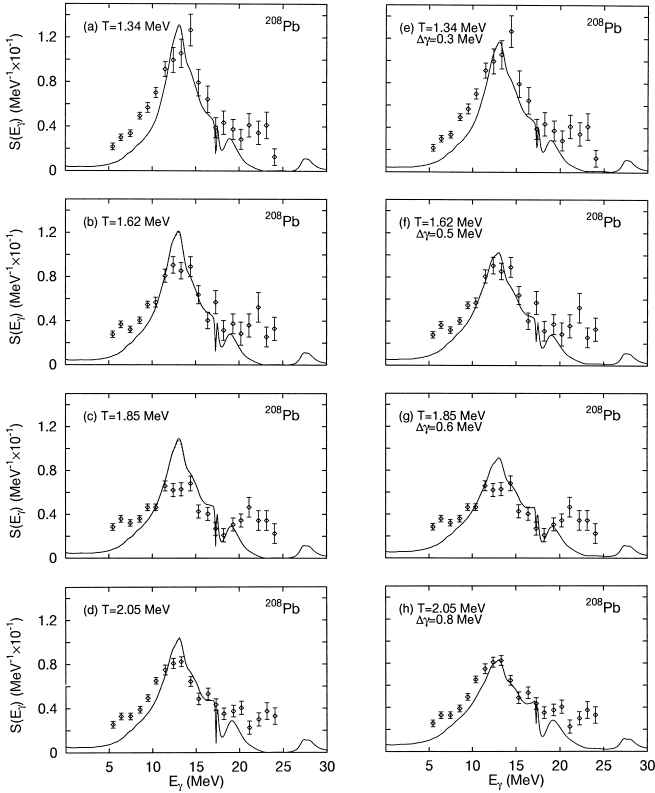 (a) T=1.34 MeV 208Pb
S(Eγ) (MeV⁻¹×10⁻¹)
1.2
0.8
0.4
0
(e) T=1.34 MeV 208Pb
Δγ=0.3 MeV
(b) T=1.62 MeV 208Pb
S(Eγ) (MeV⁻¹×10⁻¹)
1.2
0.8
0.4
0
(f) T=1.62 MeV 208Pb
Δγ=0.5 MeV
(c) T=1.85 MeV 208Pb
S(Eγ) (MeV⁻¹×10⁻¹)
1.2
0.8
0.4
0
(g) T=1.85 MeV 208Pb
Δγ=0.6 MeV
(d) T=2.05 MeV 208Pb
S(Eγ) (MeV⁻¹×10⁻¹)
1.2
0.8
0.4
0
5 10 15 20 25 30
Eγ (MeV)
(h) T=2.05 MeV 208Pb
Δγ=0.8 MeV
5 10 15 20 25 30
Eγ (MeV)